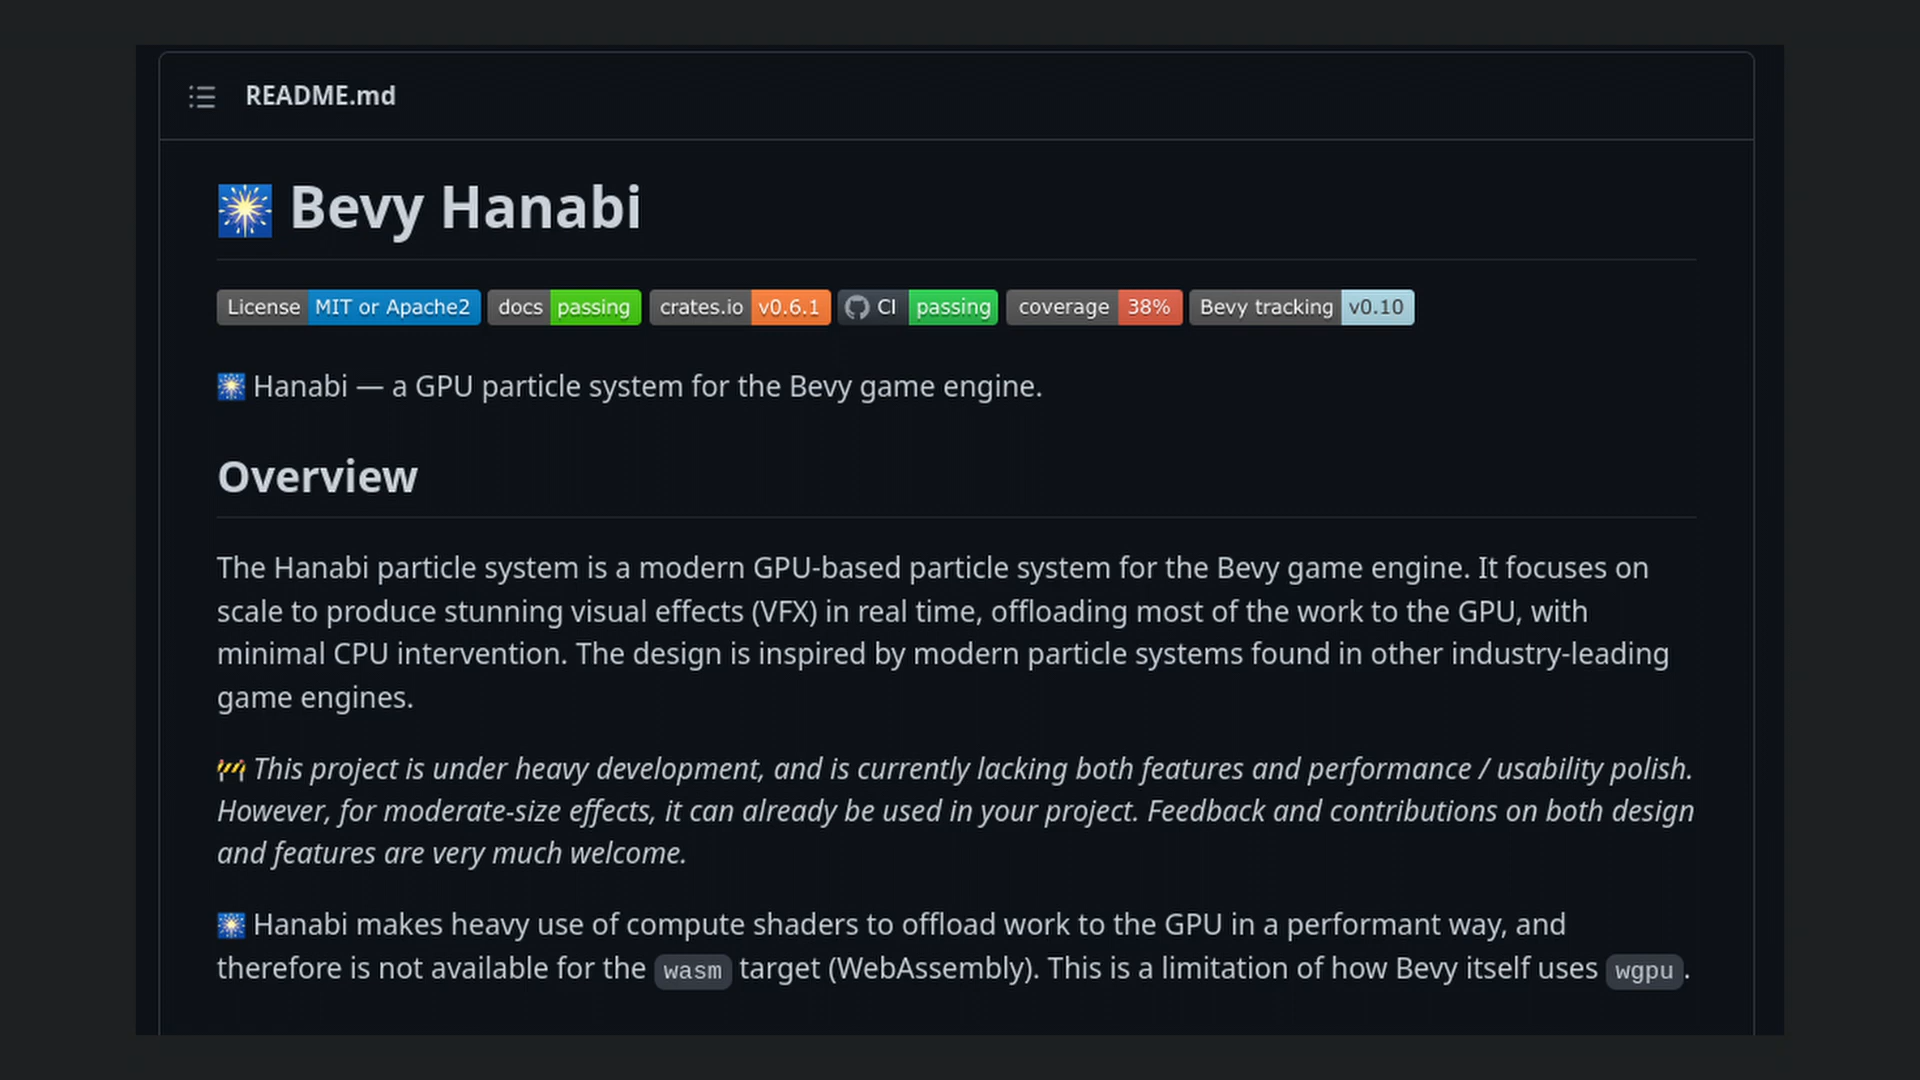 README.md
Bevy Hanabi
License MIT or Apache2 docs passing crates.io v0.6.1 CI passing coverage 38% Bevy tracking v0.10
Hanabi — a GPU particle system for the Bevy game engine.
Overview
The Hanabi particle system is a modern GPU-based particle system for the Bevy game engine. It focuses on
scale to produce stunning visual effects (VFX) in real time, offloading most of the work to the GPU, with
minimal CPU intervention. The design is inspired by modern particle systems found in other industry-leading
game engines.
This project is under heavy development, and is currently lacking both features and performance / usability polish.
However, for moderate-size effects, it can already be used in your project. Feedback and contributions on both design
and features are very much welcome.
Hanabi makes heavy use of compute shaders to offload work to the GPU in a performant way, and
therefore is not available for the wasm target (WebAssembly). This is a limitation of how Bevy itself uses wgpu.